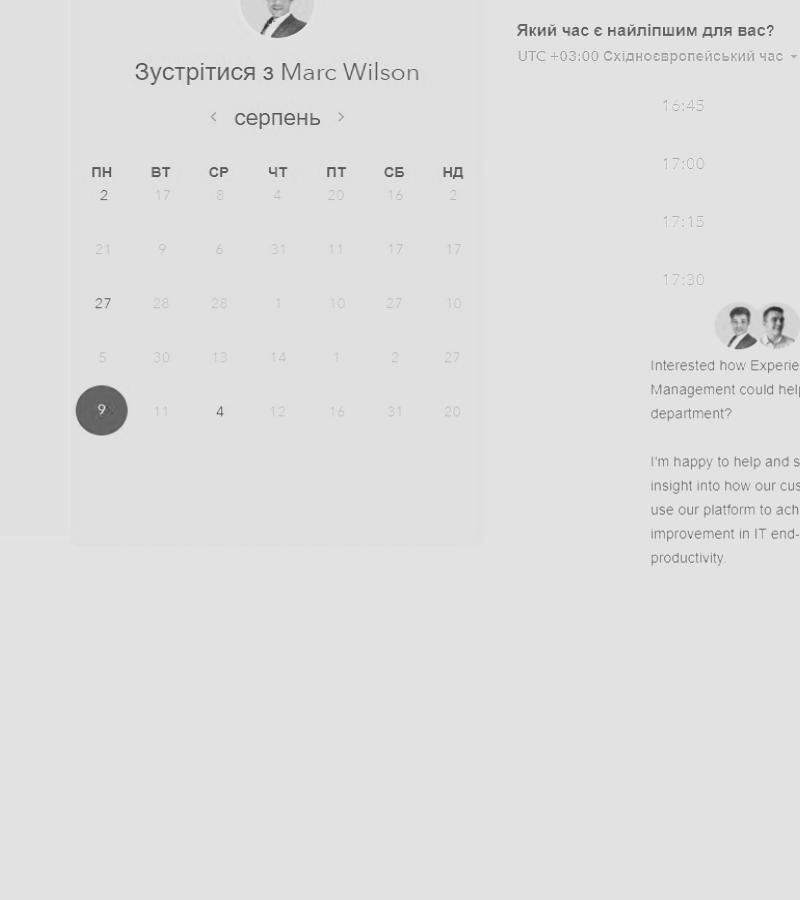 Зустрітися з Marc Wilson
серпень
ПН ВТ СР ЧТ ПТ СБ НД
2 17 8 4 20 16 2
21 9 6 31 11 17 17
27 28 28 1 10 27 10
5 30 13 14 1 2 27
9 11 4 12 16 31 20
Який час є найліпшим для вас?
UTC +03:00 Східноєвропейський час
16:45
17:00
17:15
17:30
Interested how Experie
Management could help
department?
I'm happy to help and s
insight into how our cus
use our platform to ach
improvement in IT end-
productivity.